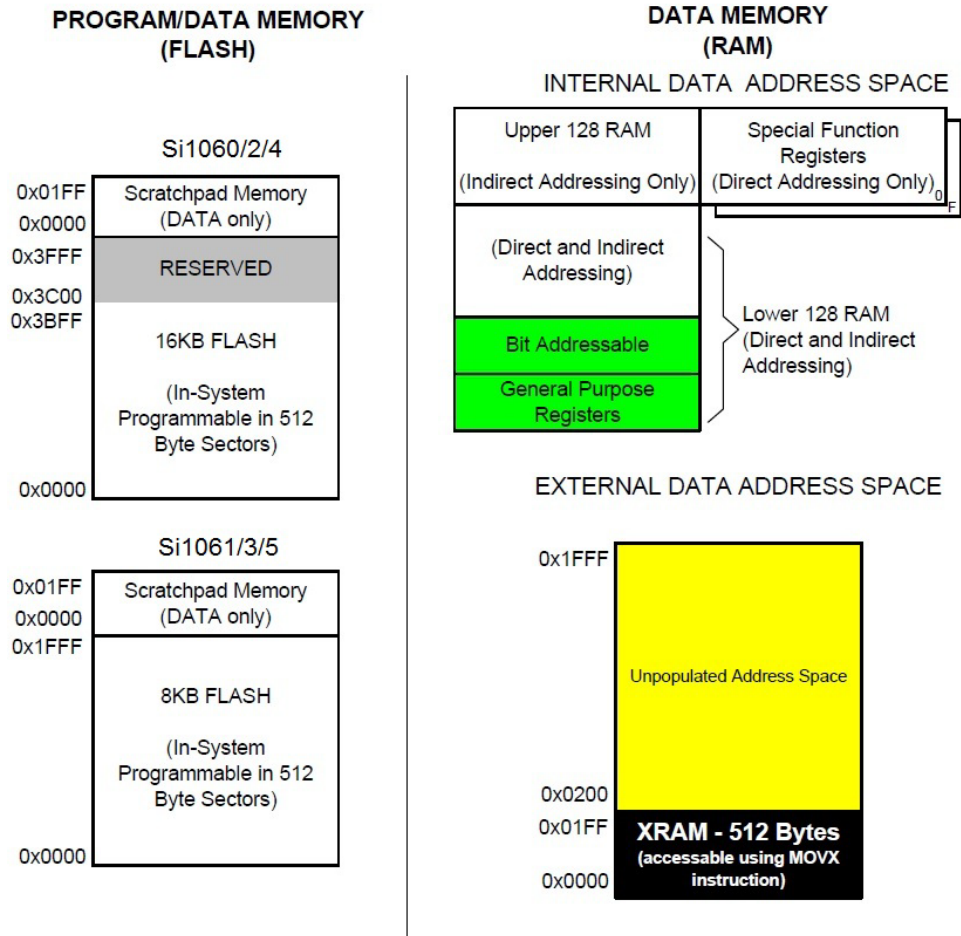 PROGRAM/DATA MEMORY
(FLASH)
Si1060/2/4
0x01FF
Scratchpad Memory
(DATA only)
0x0000
0x3FFF
RESERVED
0x3C00
0x3BFF
16KB FLASH
(In-System
Programmable in 512
Byte Sectors)
0x0000
Si1061/3/5
0x01FF
Scratchpad Memory
(DATA only)
0x0000
0x1FFF
8KB FLASH
(In-System
Programmable in 512
Byte Sectors)
0x0000
DATA MEMORY
(RAM)
INTERNAL DATA ADDRESS SPACE
Upper 128 RAM
(Indirect Addressing Only)
Special Function
Registers
(Direct Addressing Only)
0
F
(Direct and Indirect
Addressing)
Bit Addressable
General Purpose
Registers
Lower 128 RAM
(Direct and Indirect
Addressing)
EXTERNAL DATA ADDRESS SPACE
0x1FFF
Unpopulated Address Space
0x0200
0x01FF
XRAM - 512 Bytes
(accessable using MOVX
instruction)
0x0000